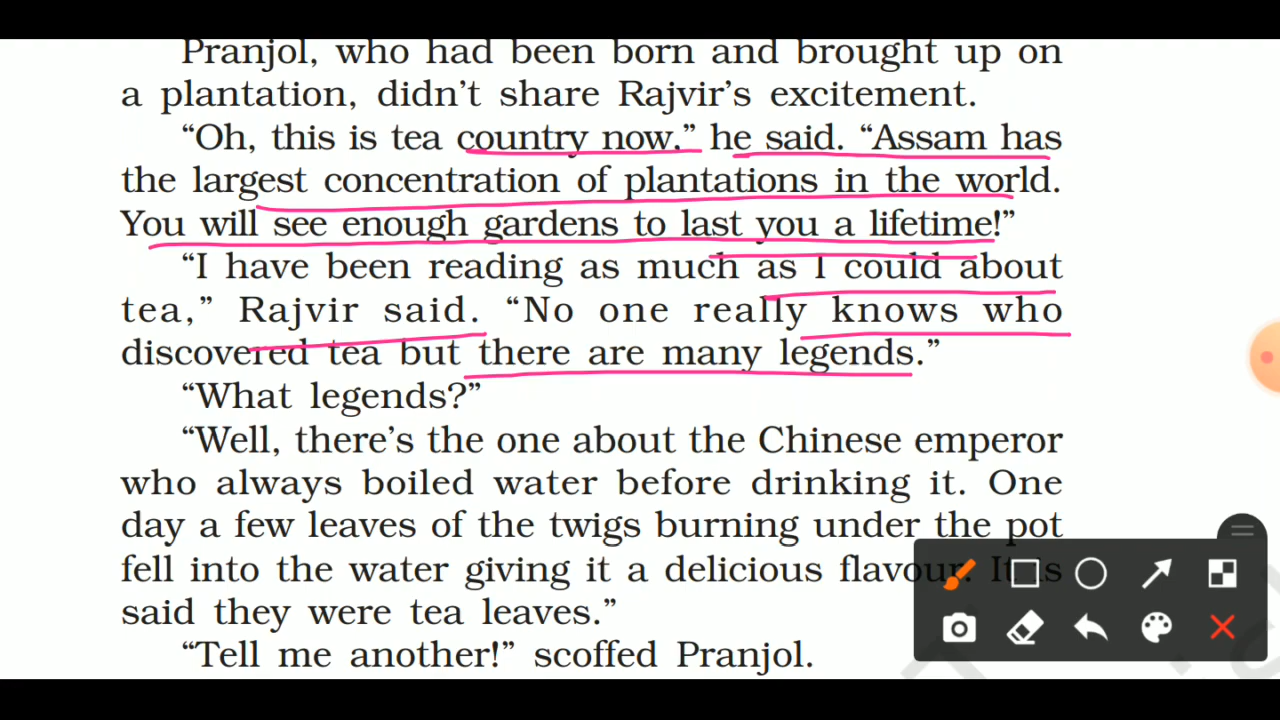 Pranjol, who had been born and brought up on
a plantation, didn't share Rajvir's excitement.
“Oh, this is tea country now,” he said. “Assam has
the largest concentration of plantations in the world.
You will see enough gardens to last you a lifetime!”
“I have been reading as much as I could about
tea,” Rajvir said. “No one really knows who
discovered tea but there are many legends.”
“What legends?”
“Well, there's the one about the Chinese emperor
who always boiled water before drinking it. One
day a few leaves of the twigs burning under the pot
fell into the water giving it a delicious flavour. It is
said they were tea leaves.”
“Tell me another!” scoffed Pranjol.